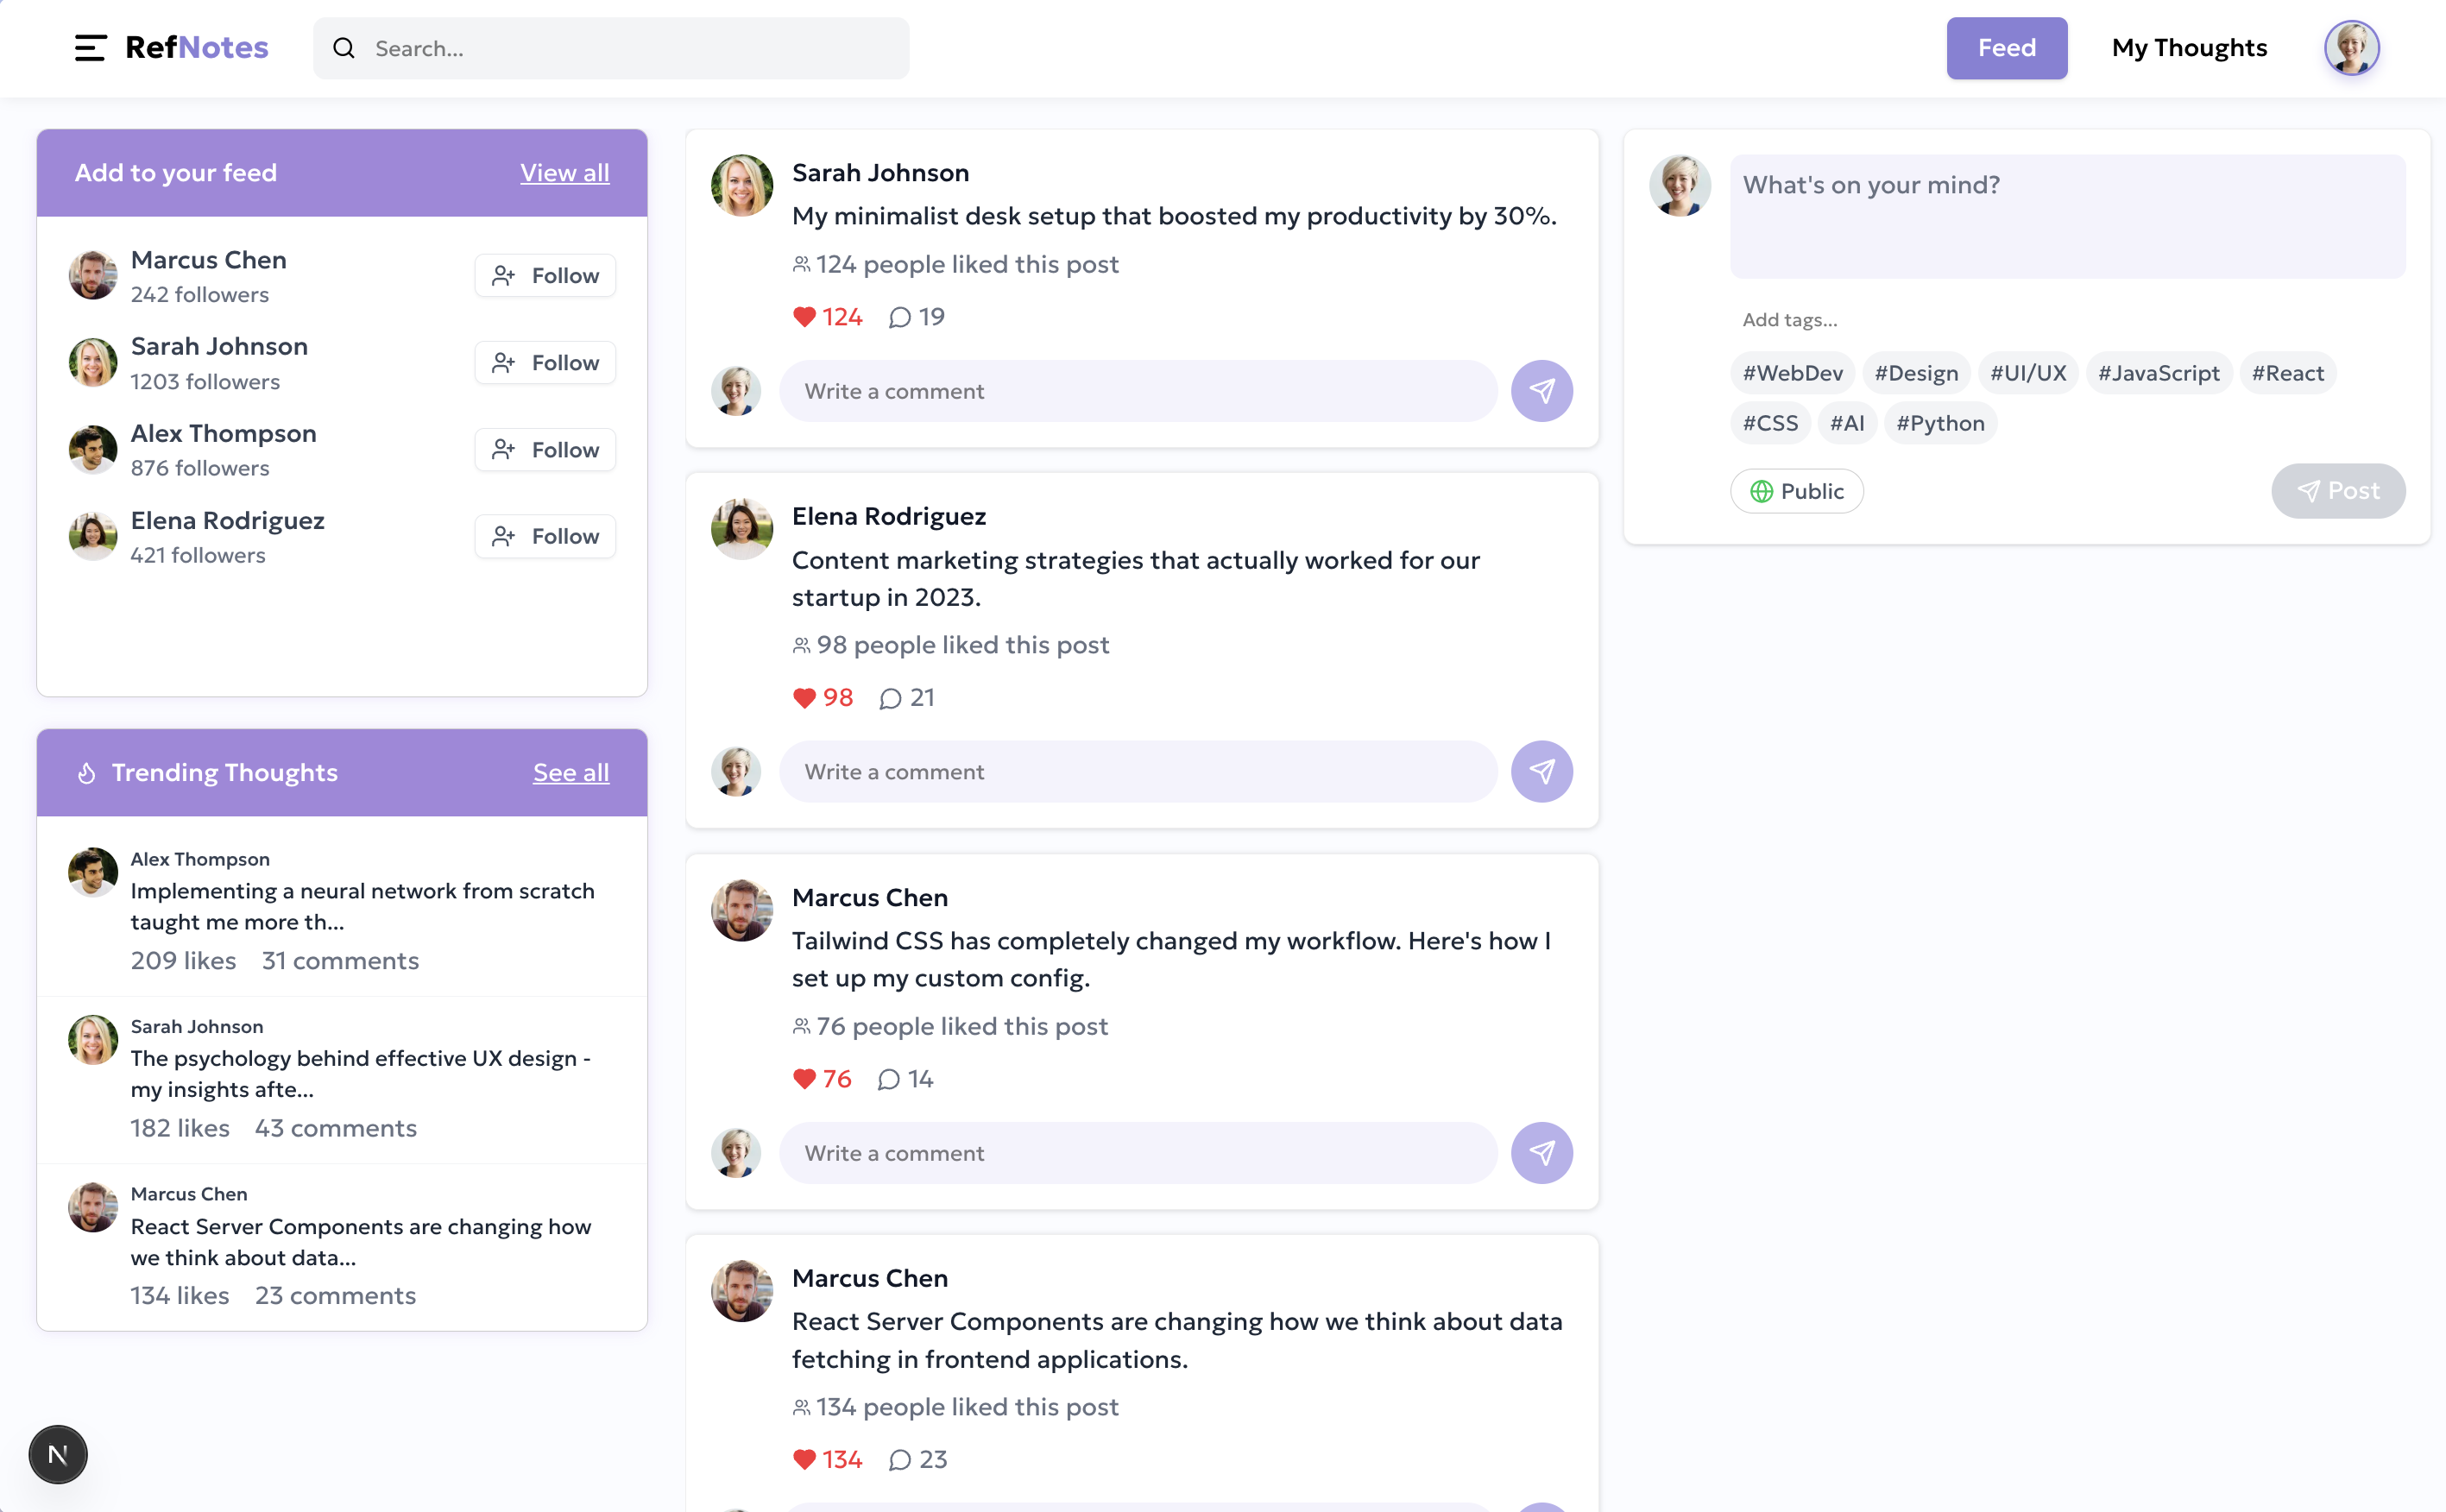 RefNotes
Search...
Feed
My Thoughts
Add to your feed
View all
Marcus Chen
242 followers
Follow
Sarah Johnson
1203 followers
Follow
Alex Thompson
876 followers
Follow
Elena Rodriguez
421 followers
Follow
Trending Thoughts
See all
Alex Thompson
Implementing a neural network from scratch
taught me more th...
209 likes 31 comments
Sarah Johnson
The psychology behind effective UX design -
my insights afte...
182 likes 43 comments
Marcus Chen
React Server Components are changing how
we think about data...
134 likes 23 comments
N
Sarah Johnson
My minimalist desk setup that boosted my productivity by 30%.
124 people liked this post
124 19
Write a comment
Elena Rodriguez
Content marketing strategies that actually worked for our
startup in 2023.
98 people liked this post
98 21
Write a comment
Marcus Chen
Tailwind CSS has completely changed my workflow. Here's how I
set up my custom config.
76 people liked this post
76 14
Write a comment
Marcus Chen
React Server Components are changing how we think about data
fetching in frontend applications.
134 people liked this post
134 23
What's on your mind?
Add tags...
#WebDev #Design #UI/UX #JavaScript #React
#CSS #AI #Python
Public
Post